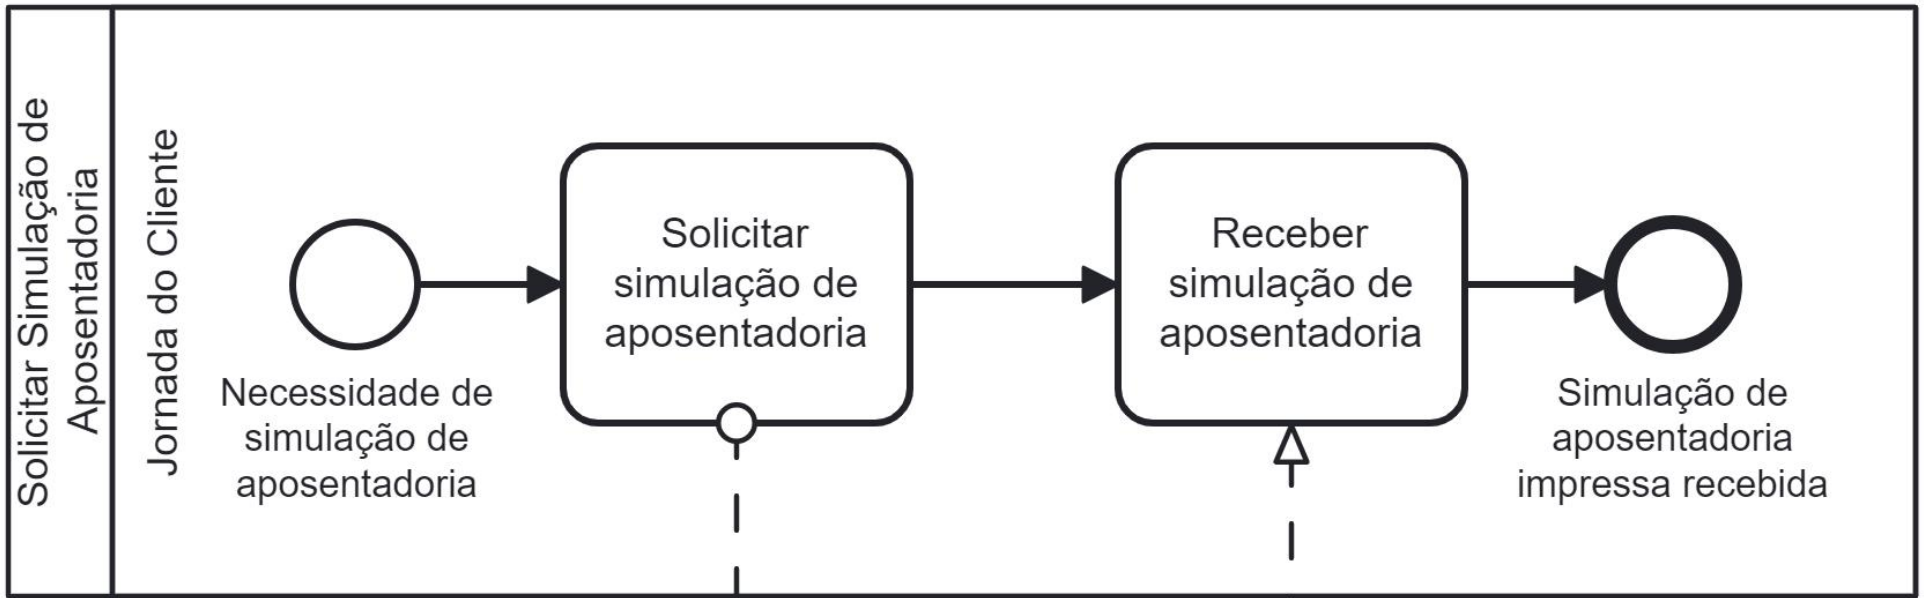 Solicitar Simulação de
Aposentadoria
Jornada do Cliente
Necessidade de
simulação de
aposentadoria
Solicitar
simulação de
aposentadoria
Receber
simulação de
aposentadoria
Simulação de
aposentadoria
impressa recebida